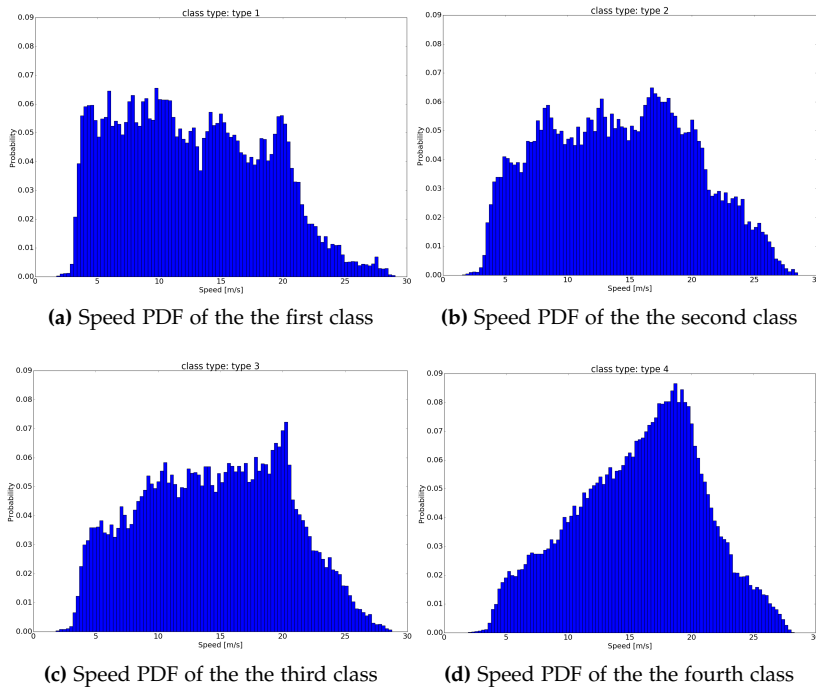 class type: type 1
0.09
0.08
0.07
0.06
0.05
0.04
0.03
0.02
0.01
0.00
Probability
0 5 10 15 20 25 30
Speed [m/s]
(a) Speed PDF of the the first class
class type: type 2
0.09
0.08
0.07
0.06
0.05
0.04
0.03
0.02
0.01
0.00
Probability
0 5 10 15 20 25 30
Speed [m/s]
(b) Speed PDF of the the second class
class type: type 3
0.09
0.08
0.07
0.06
0.05
0.04
0.03
0.02
0.01
0.00
Probability
0 5 10 15 20 25 30
Speed [m/s]
(c) Speed PDF of the the third class
class type: type 4
0.09
0.08
0.07
0.06
0.05
0.04
0.03
0.02
0.01
0.00
Probability
0 5 10 15 20 25 30
Speed [m/s]
(d) Speed PDF of the the fourth class